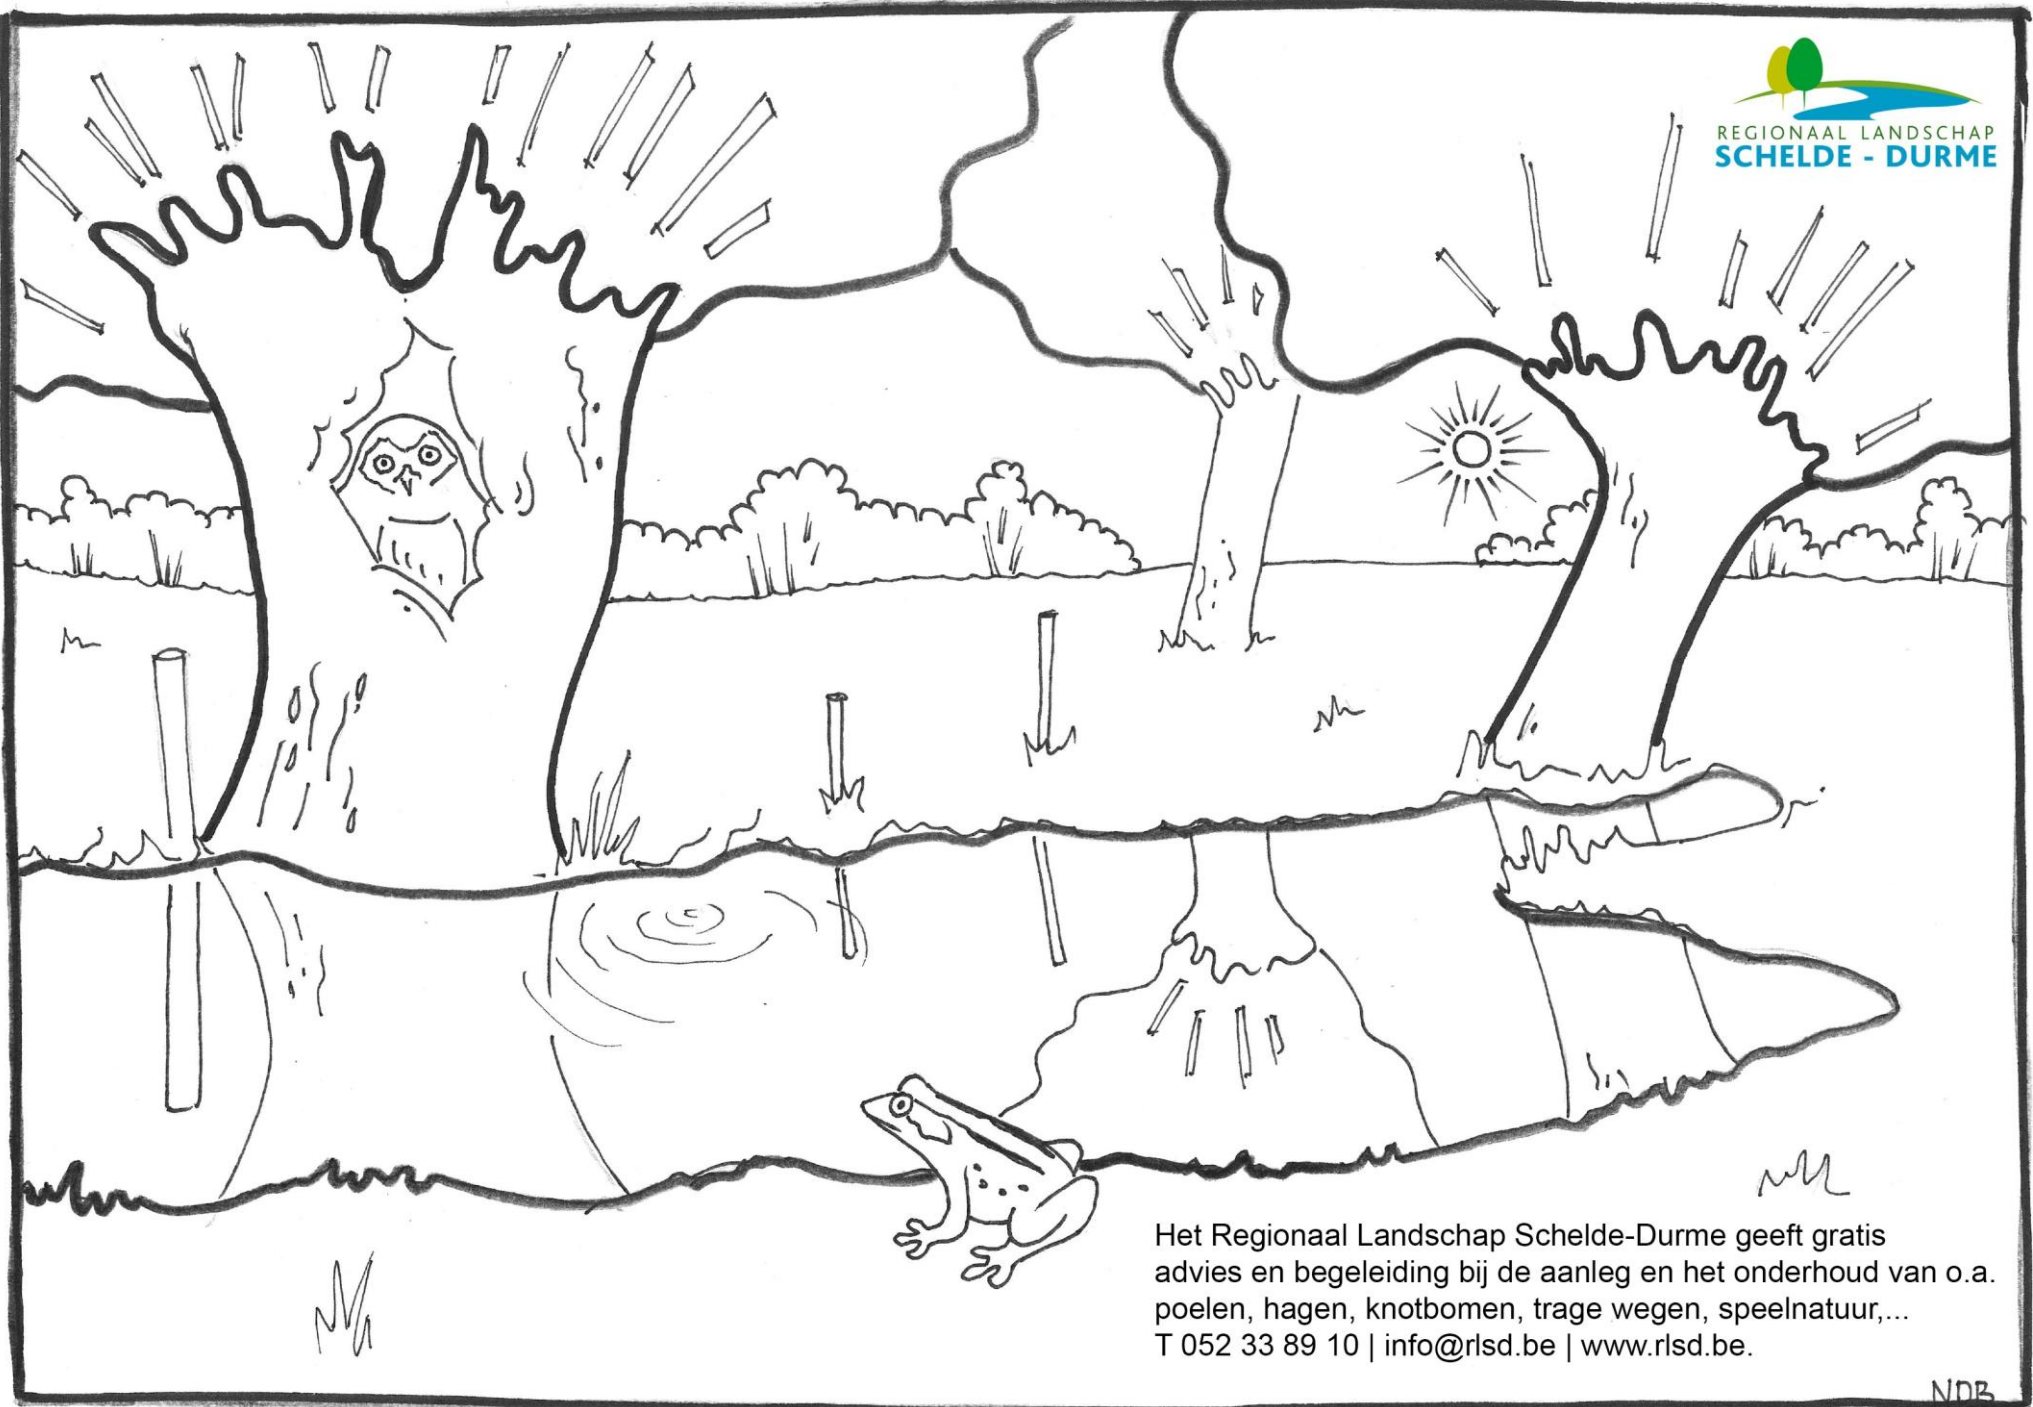 REGIONAAL LANDSCHAP
SCHELDE - DURME
Het Regionaal Landschap Schelde-Durme geeft gratis
advies en begeleiding bij de aanleg en het onderhoud van o.a.
poelen, hagen, knotbomen, trage wegen, speelnatuur,...
T 052 33 89 10 | info@rlsd.be | www.rlsd.be.
NDB